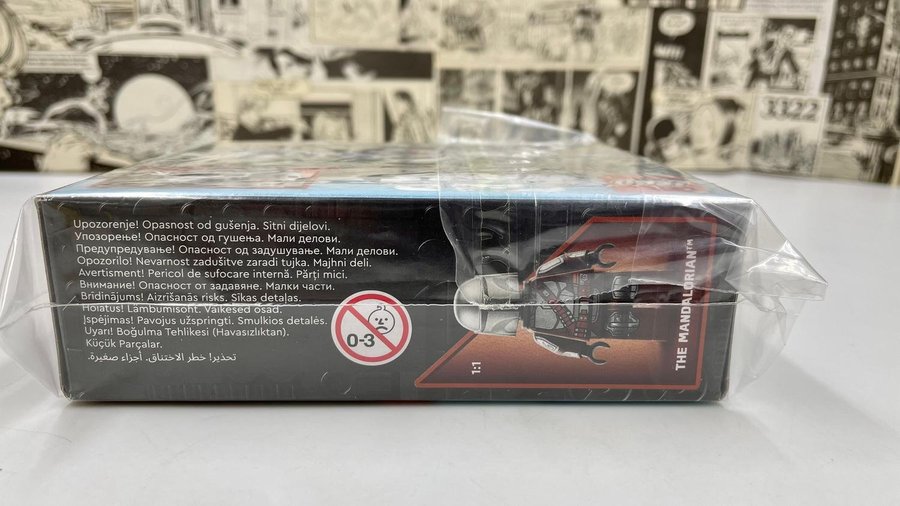 Upozorenje! Opasnost od gušenja. Sitni dijelovi.
Упозорење! Опасност од гушења. Мали делови.
Предупредување! Опасност од задушување. Мали делови.
Opozorilo! Nevarnost zadušitve zaradi tujka. Majhni deli.
Avertisment! Pericol de sufocare internă. Părți mici.
Внимание! Опасност от задавяне. Малки части.
Brīdinājums! Aizrīšanās risks. Sīkas detaļas.
Hoiatus! Lämbumisoht. Väikesed osad.
Įspėjimas! Pavojus užspringti. Smulkios detalės.
Uyarı! Boğulma Tehlikesi (Havasızlıktan).
Küçük Parçalar.
تحذير! خطر الاختناق. أجزاء صغيرة.
0-3
1:1
THE MANDALORIAN™
3322